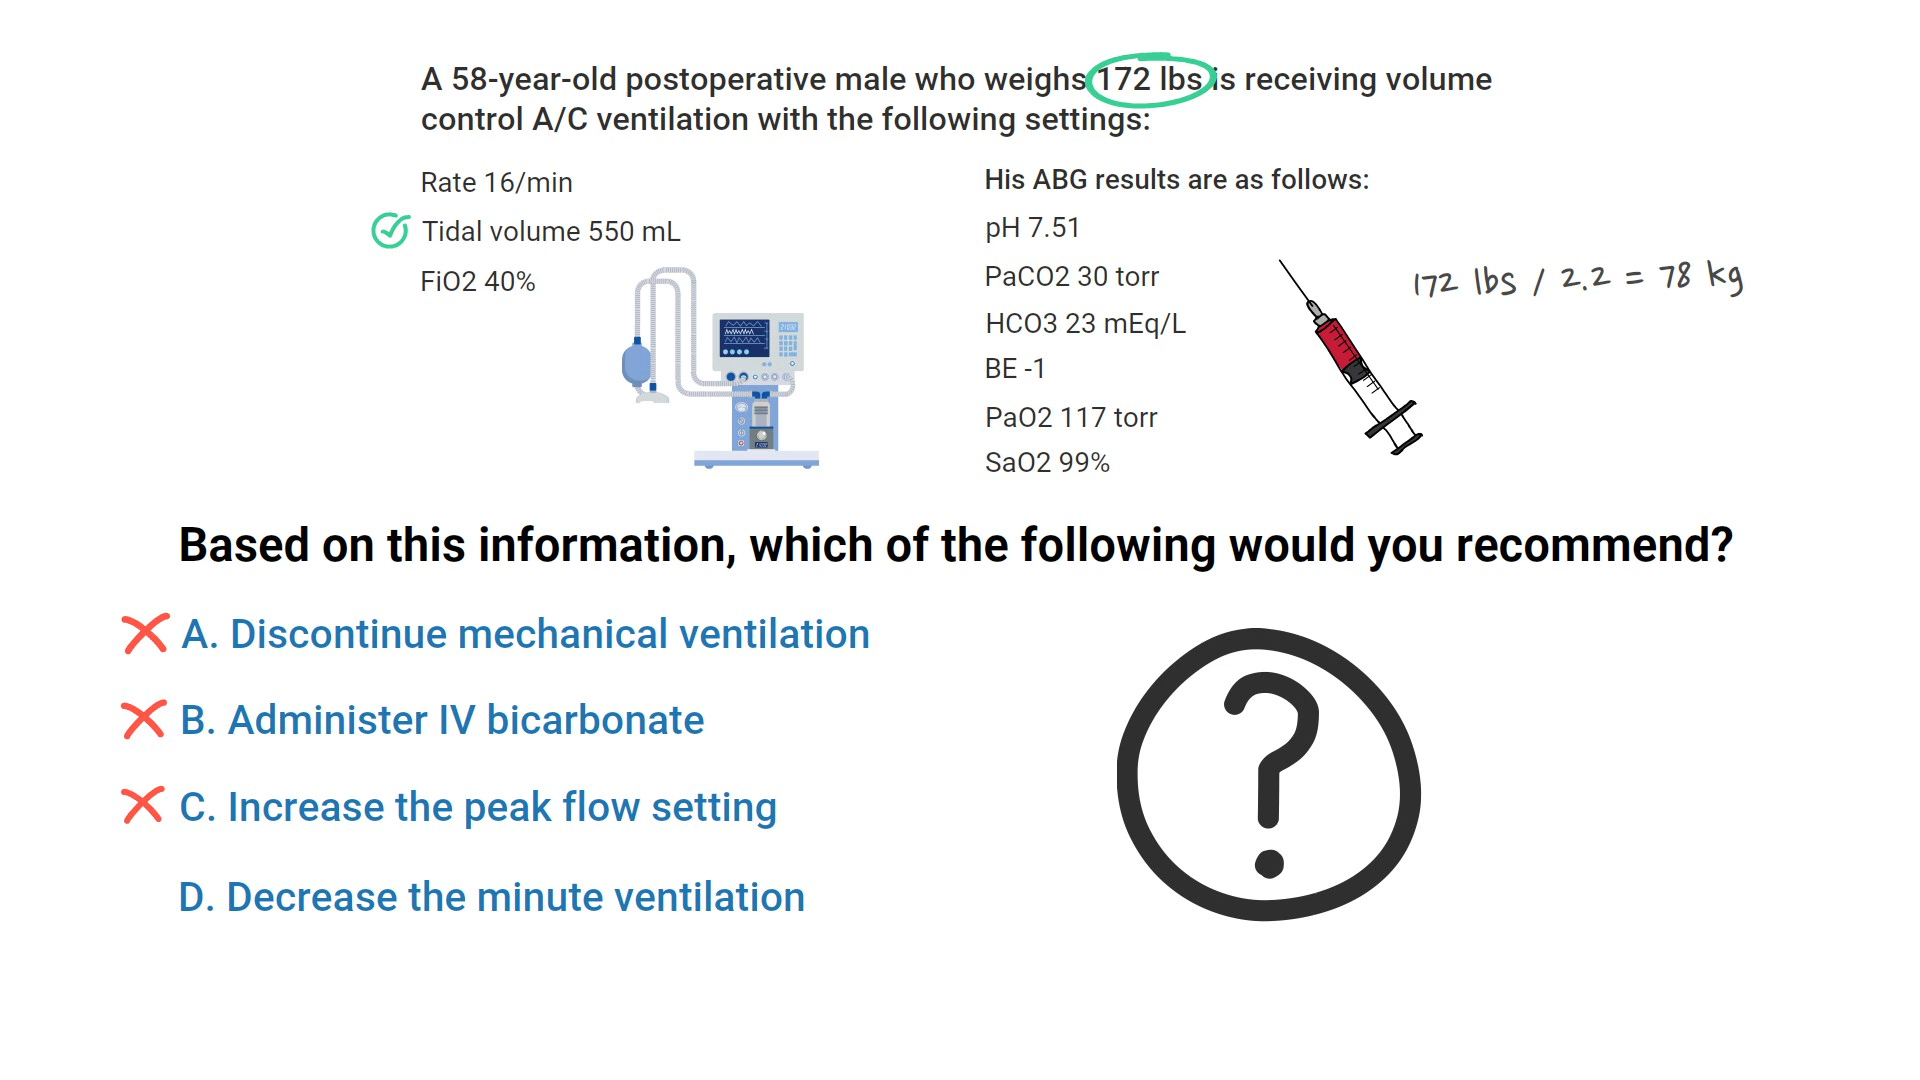 A 58-year-old postoperative male who weighs 172 lbs is receiving volume
control A/C ventilation with the following settings:
Rate 16/min
Tidal volume 550 mL
FiO2 40%
His ABG results are as follows:
pH 7.51
PaCO2 30 torr
HCO3 23 mEq/L
BE -1
PaO2 117 torr
SaO2 99%
172 lbs / 2.2 = 78 kg
Based on this information, which of the following would you recommend?
A. Discontinue mechanical ventilation
B. Administer IV bicarbonate
C. Increase the peak flow setting
D. Decrease the minute ventilation
?